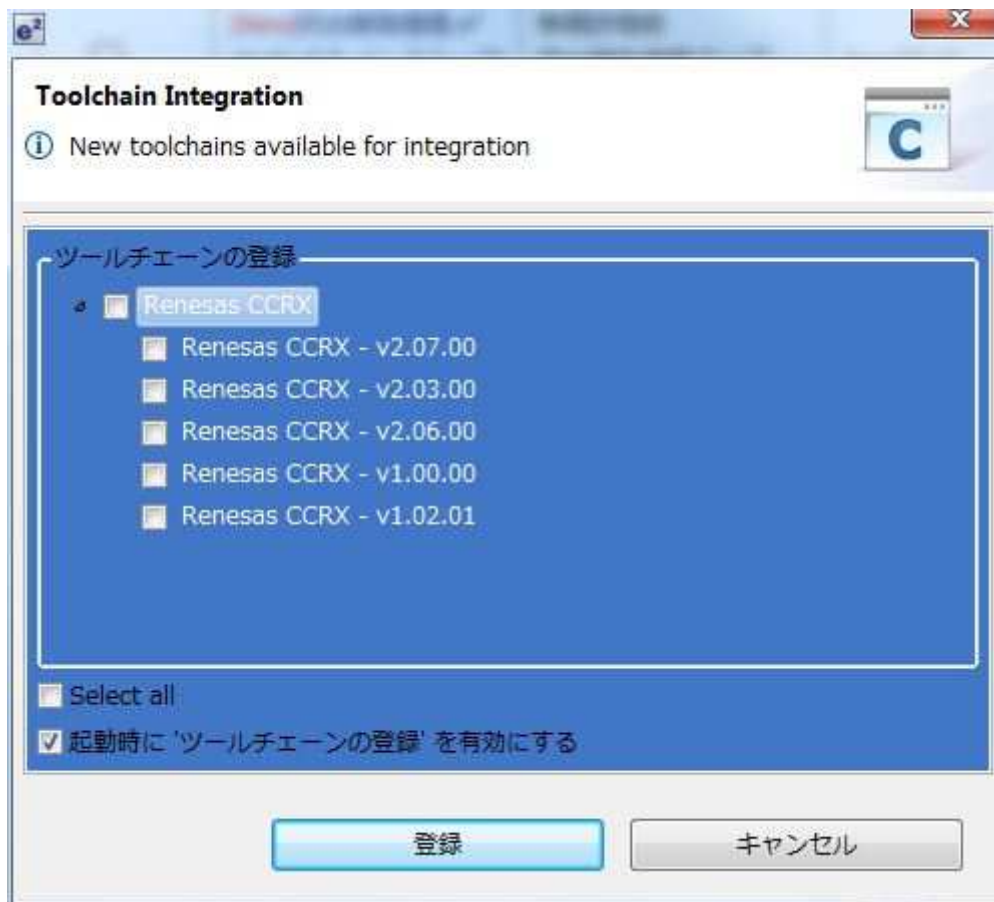 e²
Toolchain Integration
New toolchains available for integration
C
ツールチェーンの登録
Renesas CCRX
Renesas CCRX - v2.07.00
Renesas CCRX - v2.03.00
Renesas CCRX - v2.06.00
Renesas CCRX - v1.00.00
Renesas CCRX - v1.02.01
Select all
起動時に 'ツールチェーンの登録' を有効にする
登録
キャンセル